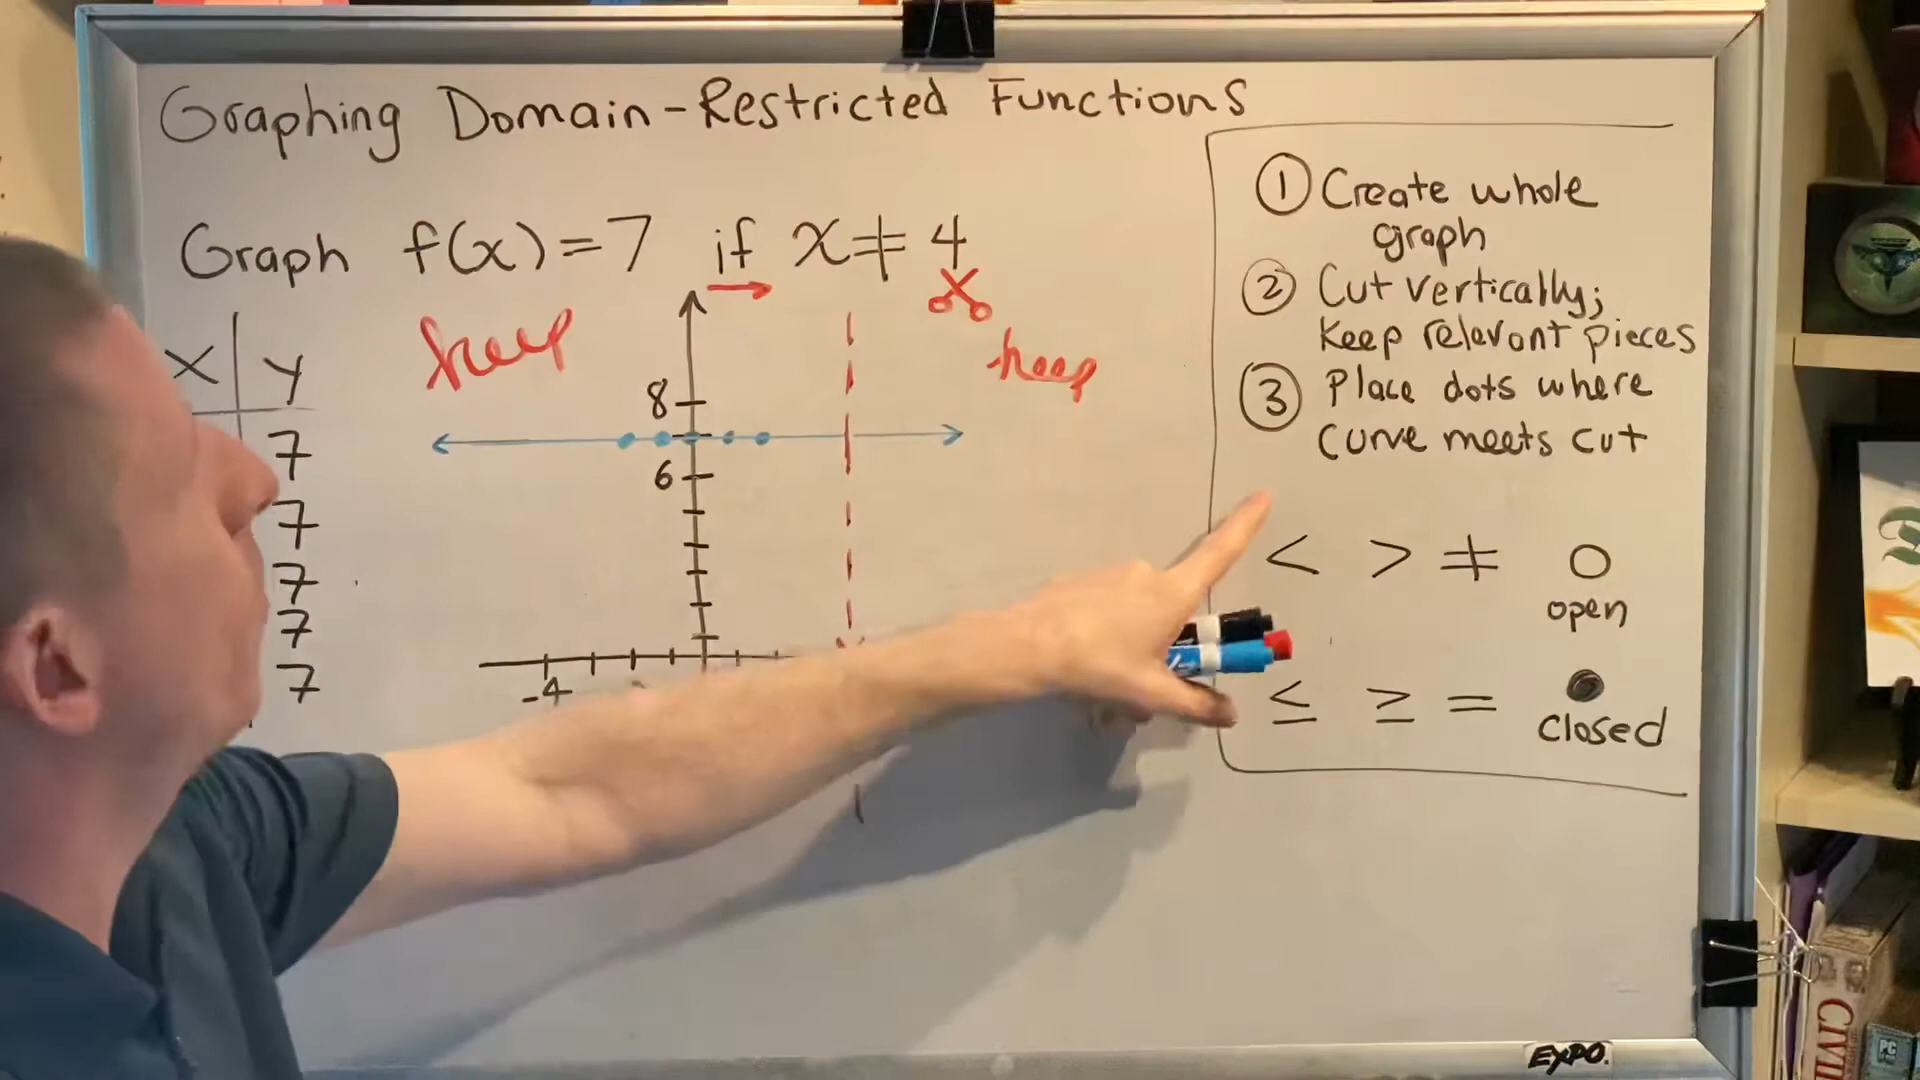 Graphing Domain-Restricted Functions
Graph f(x)=7 if x≠4
x y
7
7
7
7
7
keep
keep
8
6
-4
① Create whole
graph
② Cut vertically;
keep relevant pieces
③ Place dots where
curve meets cut
< > ≠ O
open
≤ ≥ = ●
closed
EXPO.
PC